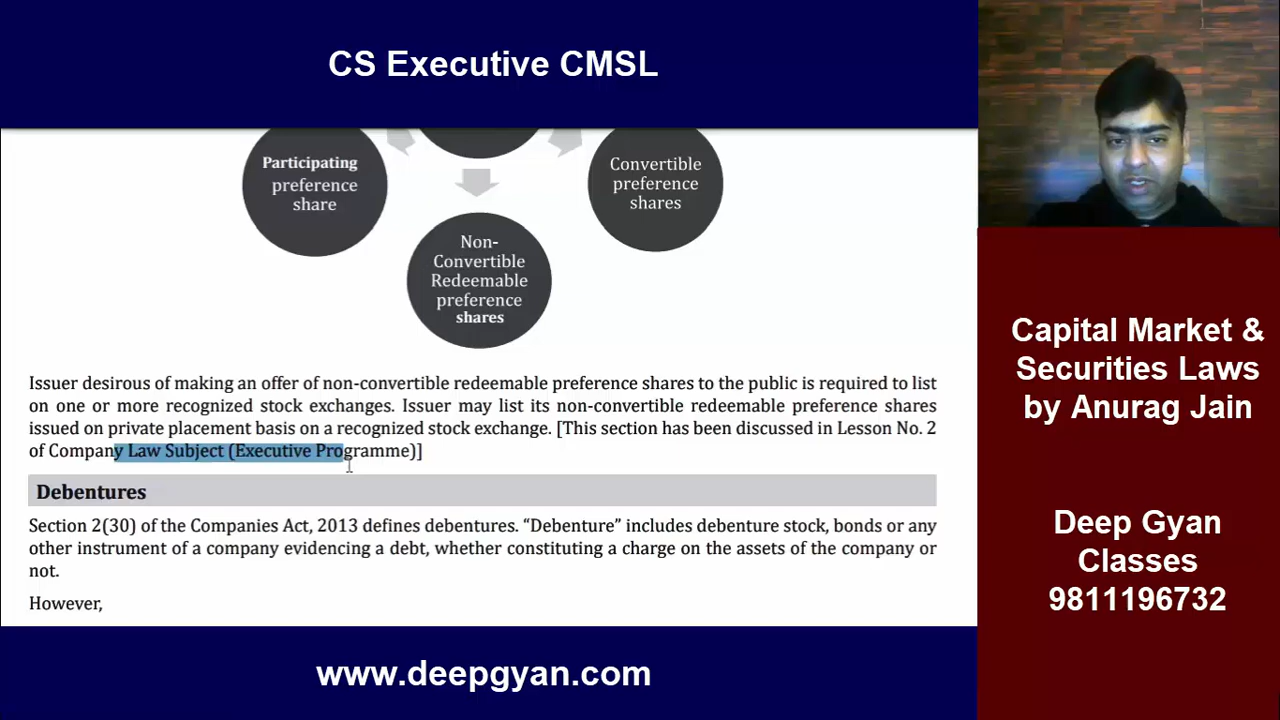 CS Executive CMSL
Participating
preference
share
Convertible
preference
shares
Non-
Convertible
Redeemable
preference
shares
Issuer desirous of making an offer of non-convertible redeemable preference shares to the public is required to list
on one or more recognized stock exchanges. Issuer may list its non-convertible redeemable preference shares
issued on private placement basis on a recognized stock exchange. [This section has been discussed in Lesson No. 2
of Company Law Subject (Executive Programme)]
Debentures
Section 2(30) of the Companies Act, 2013 defines debentures. “Debenture” includes debenture stock, bonds or any
other instrument of a company evidencing a debt, whether constituting a charge on the assets of the company or
not.
However,
www.deepgyan.com
Capital Market &
Securities Laws
by Anurag Jain
Deep Gyan
Classes
9811196732